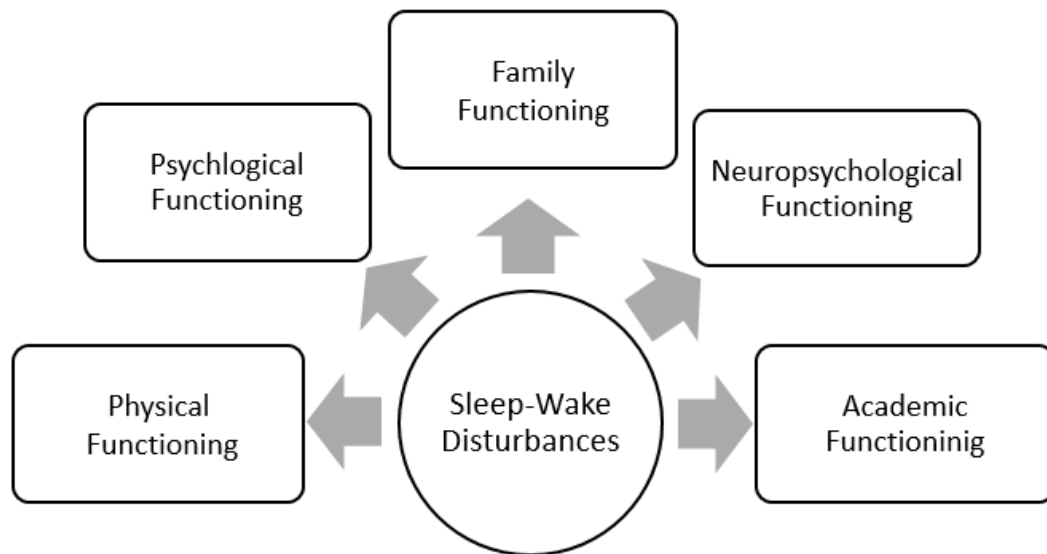 Family
Functioning
Psychlogical
Functioning
Neuropsychological
Functioning
Physical
Functioning
Sleep-Wake
Disturbances
Academic
Functioninig